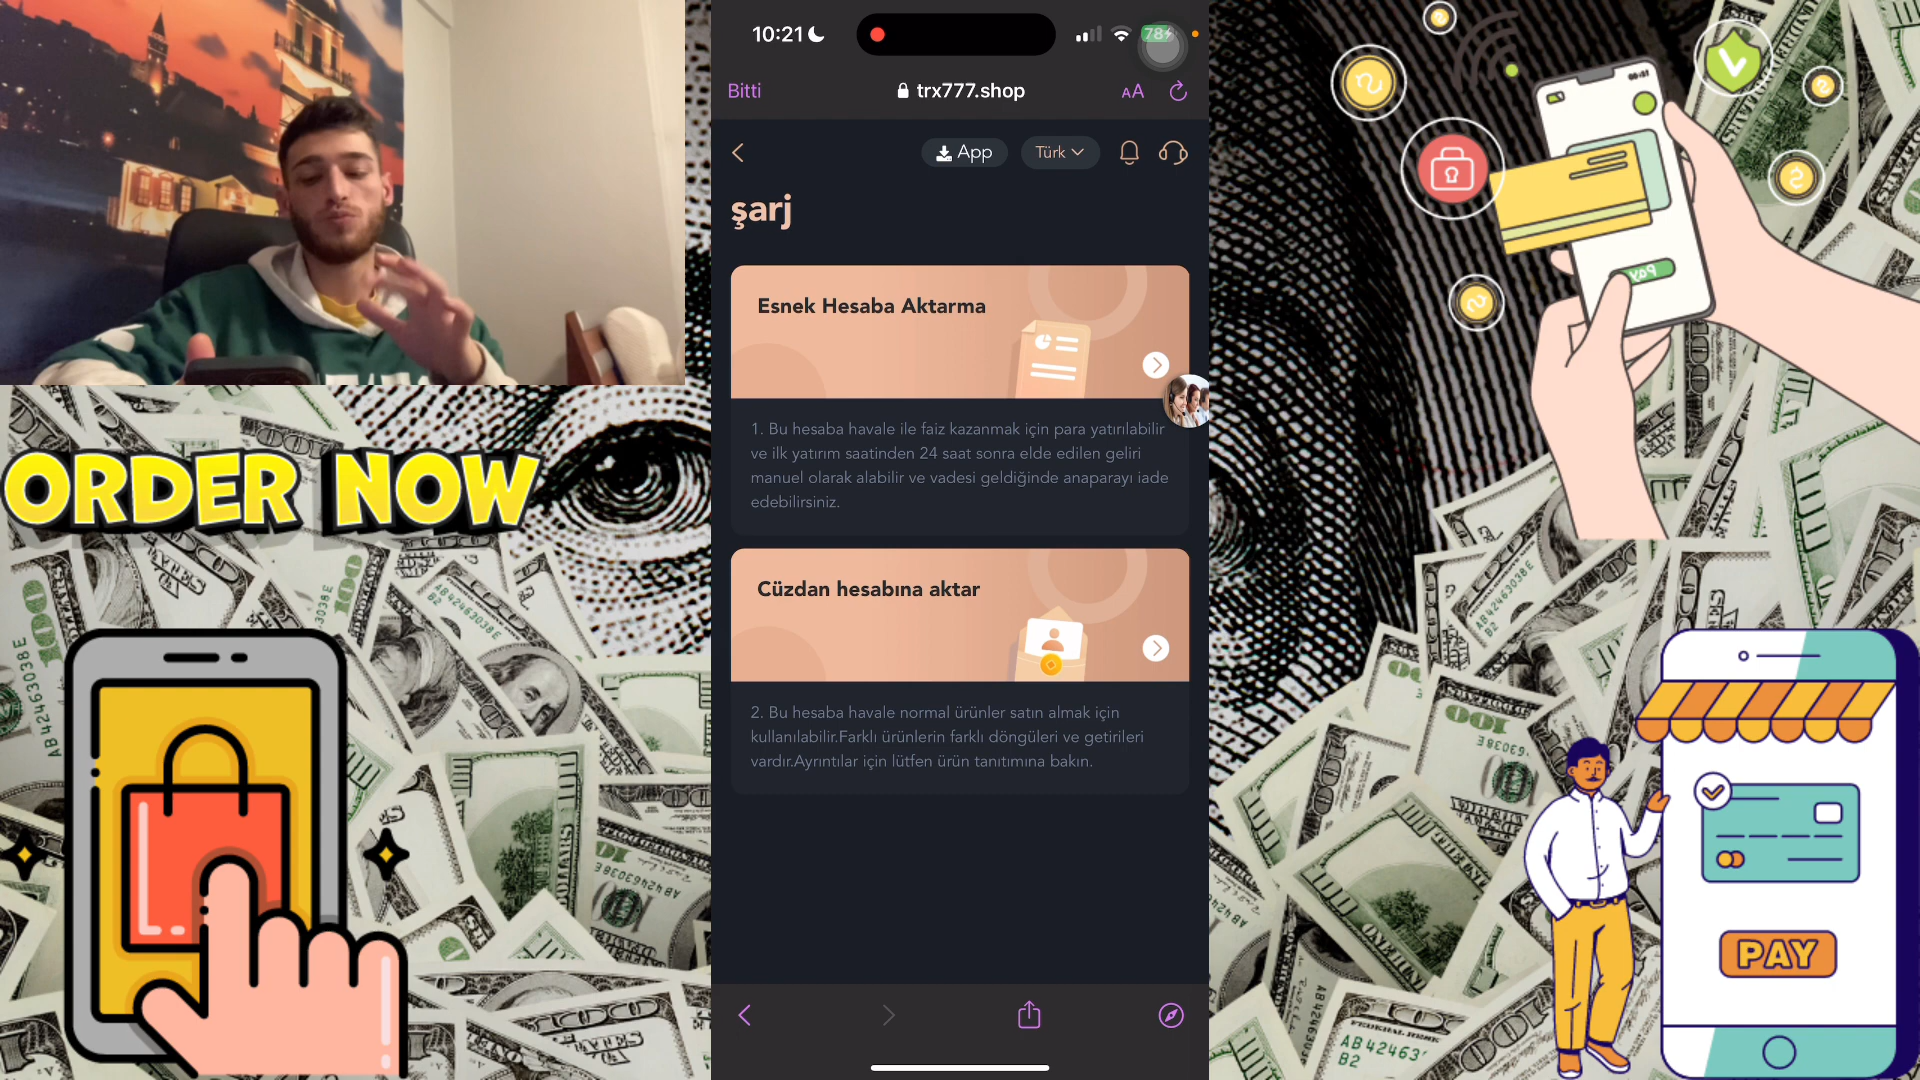 10:21
78
Bitti
trx777.shop
AA
App
Türk
şarj
Esnek Hesaba Aktarma
1. Bu hesaba havale ile faiz kazanmak için para yatırılabilir
ve ilk yatırım saatinden 24 saat sonra elde edilen geliri
manuel olarak alabilir ve vadesi geldiğinde anaparayı iade
edebilirsiniz.
Cüzdan hesabına aktar
2. Bu hesaba havale normal ürünler satın almak için
kullanılabilir.Farklı ürünlerin farklı döngüleri ve getirileri
vardır.Ayrıntılar için lütfen ürün tanıtımına bakın.
ORDER NOW
Pay
PAY